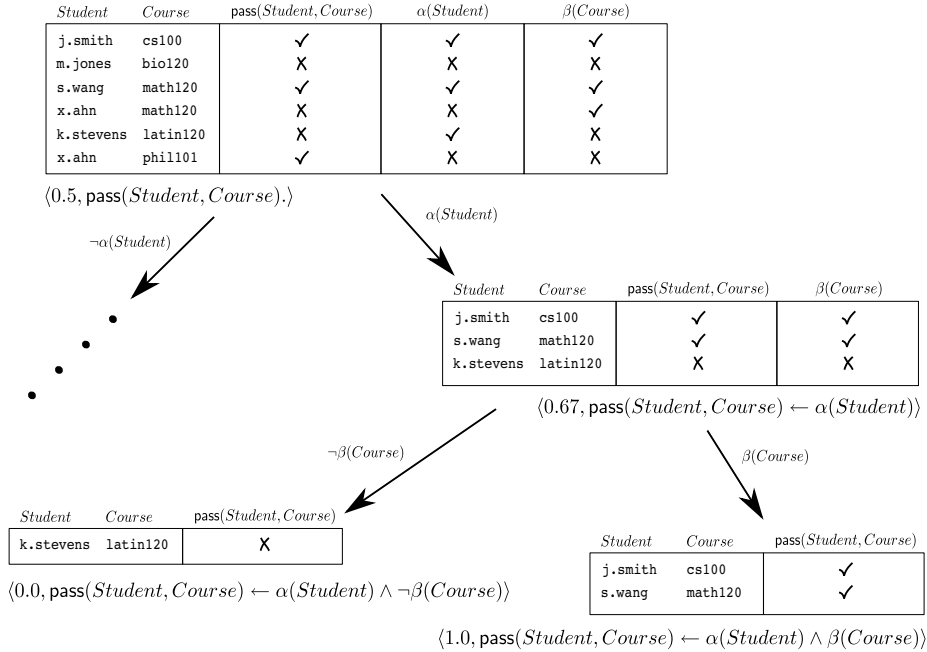 Student Course pass(Student, Course) α(Student) β(Course)
j.smith cs100 ✓ ✓ ✓
m.jones bio120 ✗ ✗ ✗
s.wang math120 ✓ ✓ ✓
x.ahn math120 ✗ ✗ ✓
k.stevens latin120 ✗ ✓ ✗
x.ahn phil101 ✓ ✗ ✗
⟨0.5, pass(Student, Course).⟩
¬α(Student)
α(Student)
Student Course pass(Student, Course) β(Course)
j.smith cs100 ✓ ✓
s.wang math120 ✓ ✓
k.stevens latin120 ✗ ✗
⟨0.67, pass(Student, Course) ← α(Student)⟩
¬β(Course)
β(Course)
Student Course pass(Student, Course)
k.stevens latin120 ✗
⟨0.0, pass(Student, Course) ← α(Student) ∧ ¬β(Course)⟩
Student Course pass(Student, Course)
j.smith cs100 ✓
s.wang math120 ✓
⟨1.0, pass(Student, Course) ← α(Student) ∧ β(Course)⟩